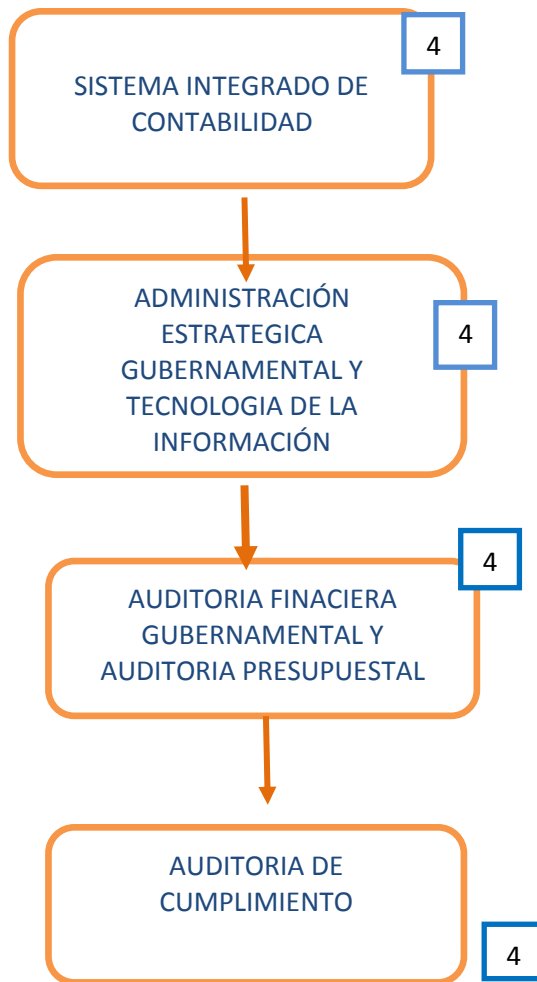 4
SISTEMA INTEGRADO DE
CONTABILIDAD
ADMINISTRACIÓN
ESTRATEGICA
GUBERNAMENTAL Y
TECNOLOGIA DE LA
INFORMACIÓN
4
4
AUDITORIA FINACIERA
GUBERNAMENTAL Y
AUDITORIA PRESUPUESTAL
AUDITORIA DE
CUMPLIMIENTO
4